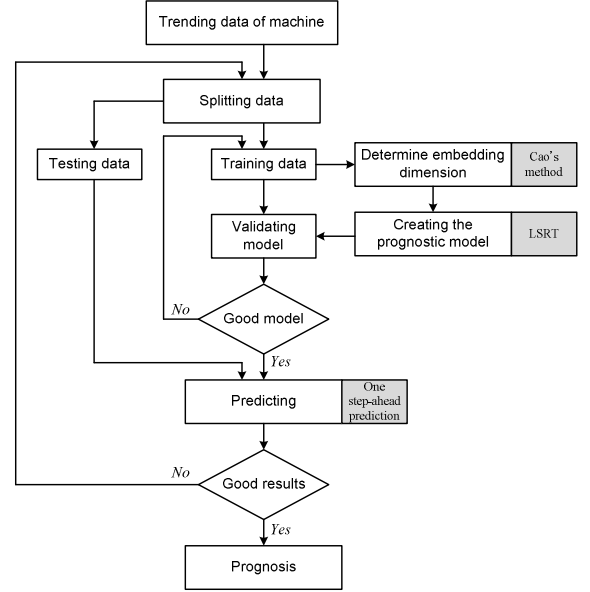 Trending data of machine
Splitting data
Testing data
Training data
Determine embedding
dimension
Cao's
method
Validating
model
Creating the
prognostic model
LSRT
No
Good model
Yes
Predicting
One
step-ahead
prediction
No
Good results
Yes
Prognosis